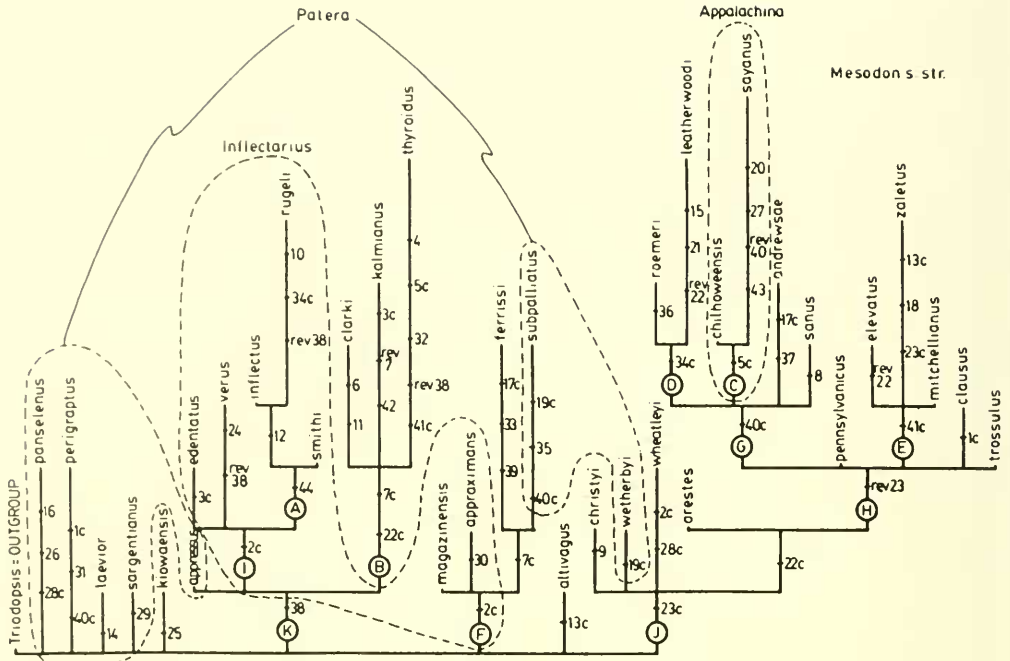 Patera
Appalachina
Mesodon s. str.
Inflectarius
Triodopsis = OUTGROUP
panselenus
16
26
28c
perigraptus
1c
31
40c
laevior
14
sargentianus
29
kiowaensis
25
appressus
edentatus
3c
verus
24
rev
38
inflectus
rugeli
10
34c
rev38
12
smithi
44
A
2c
I
clarki
6
11
kalmianus
3c
rev
7
42
thyroidus
4
5c
32
rev38
41c
7c
22c
B
38
K
magazinensis
approximans
30
ferrissi
17c
33
39
subpalliatus
19c
35
40c
7c
2c
F
altivagus
13c
christyi
9
wetherbyi
19c
wheatleyi
2c
28c
23c
J
arestes
22c
roemeri
36
leatherwoodi
15
21
rev
22
34c
D
chilhoweensis
sayanus
20
27
rev
40
43
5c
C
andrewsae
17c
37
sanus
8
40c
G
pennsylvanicus
elevatus
rev
22
zaletus
13c
18
23c
mitchellianus
41c
E
clausus
1c
trossulus
rev23
H